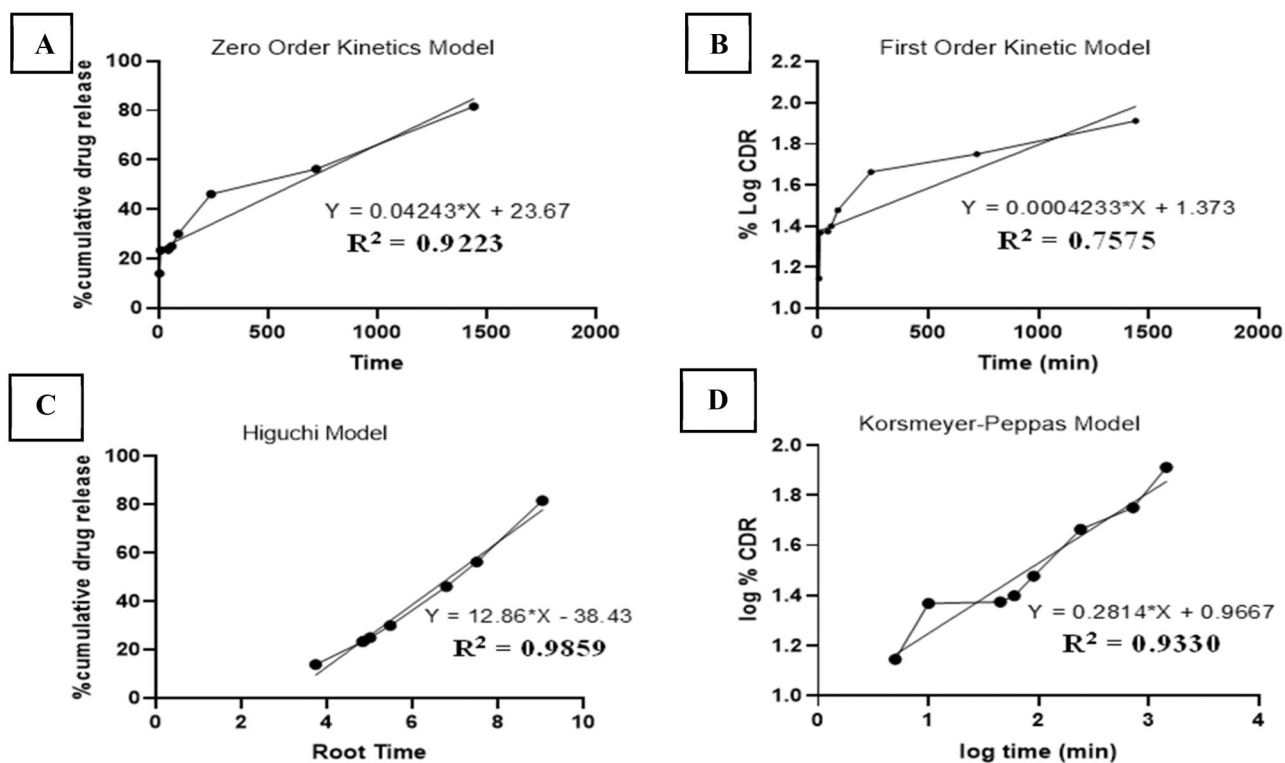 A
Zero Order Kinetics Model
%cumulative drug release
100
80
60
40
20
0
Y = 0.04243*X + 23.67
R² = 0.9223
0 500 1000 1500 2000
Time
B
First Order Kinetic Model
% Log CDR
2.2
2.0
1.8
1.6
1.4
1.2
1.0
Y = 0.0004233*X + 1.373
R² = 0.7575
0 500 1000 1500 2000
Time (min)
C
Higuchi Model
%cumulative drug release
100
80
60
40
20
0
Y = 12.86*X - 38.43
R² = 0.9859
0 2 4 6 8 10
Root Time
D
Korsmeyer-Peppas Model
log % CDR
2.0
1.8
1.6
1.4
1.2
1.0
Y = 0.2814*X + 0.9667
R² = 0.9330
0 1 2 3 4
log time (min)